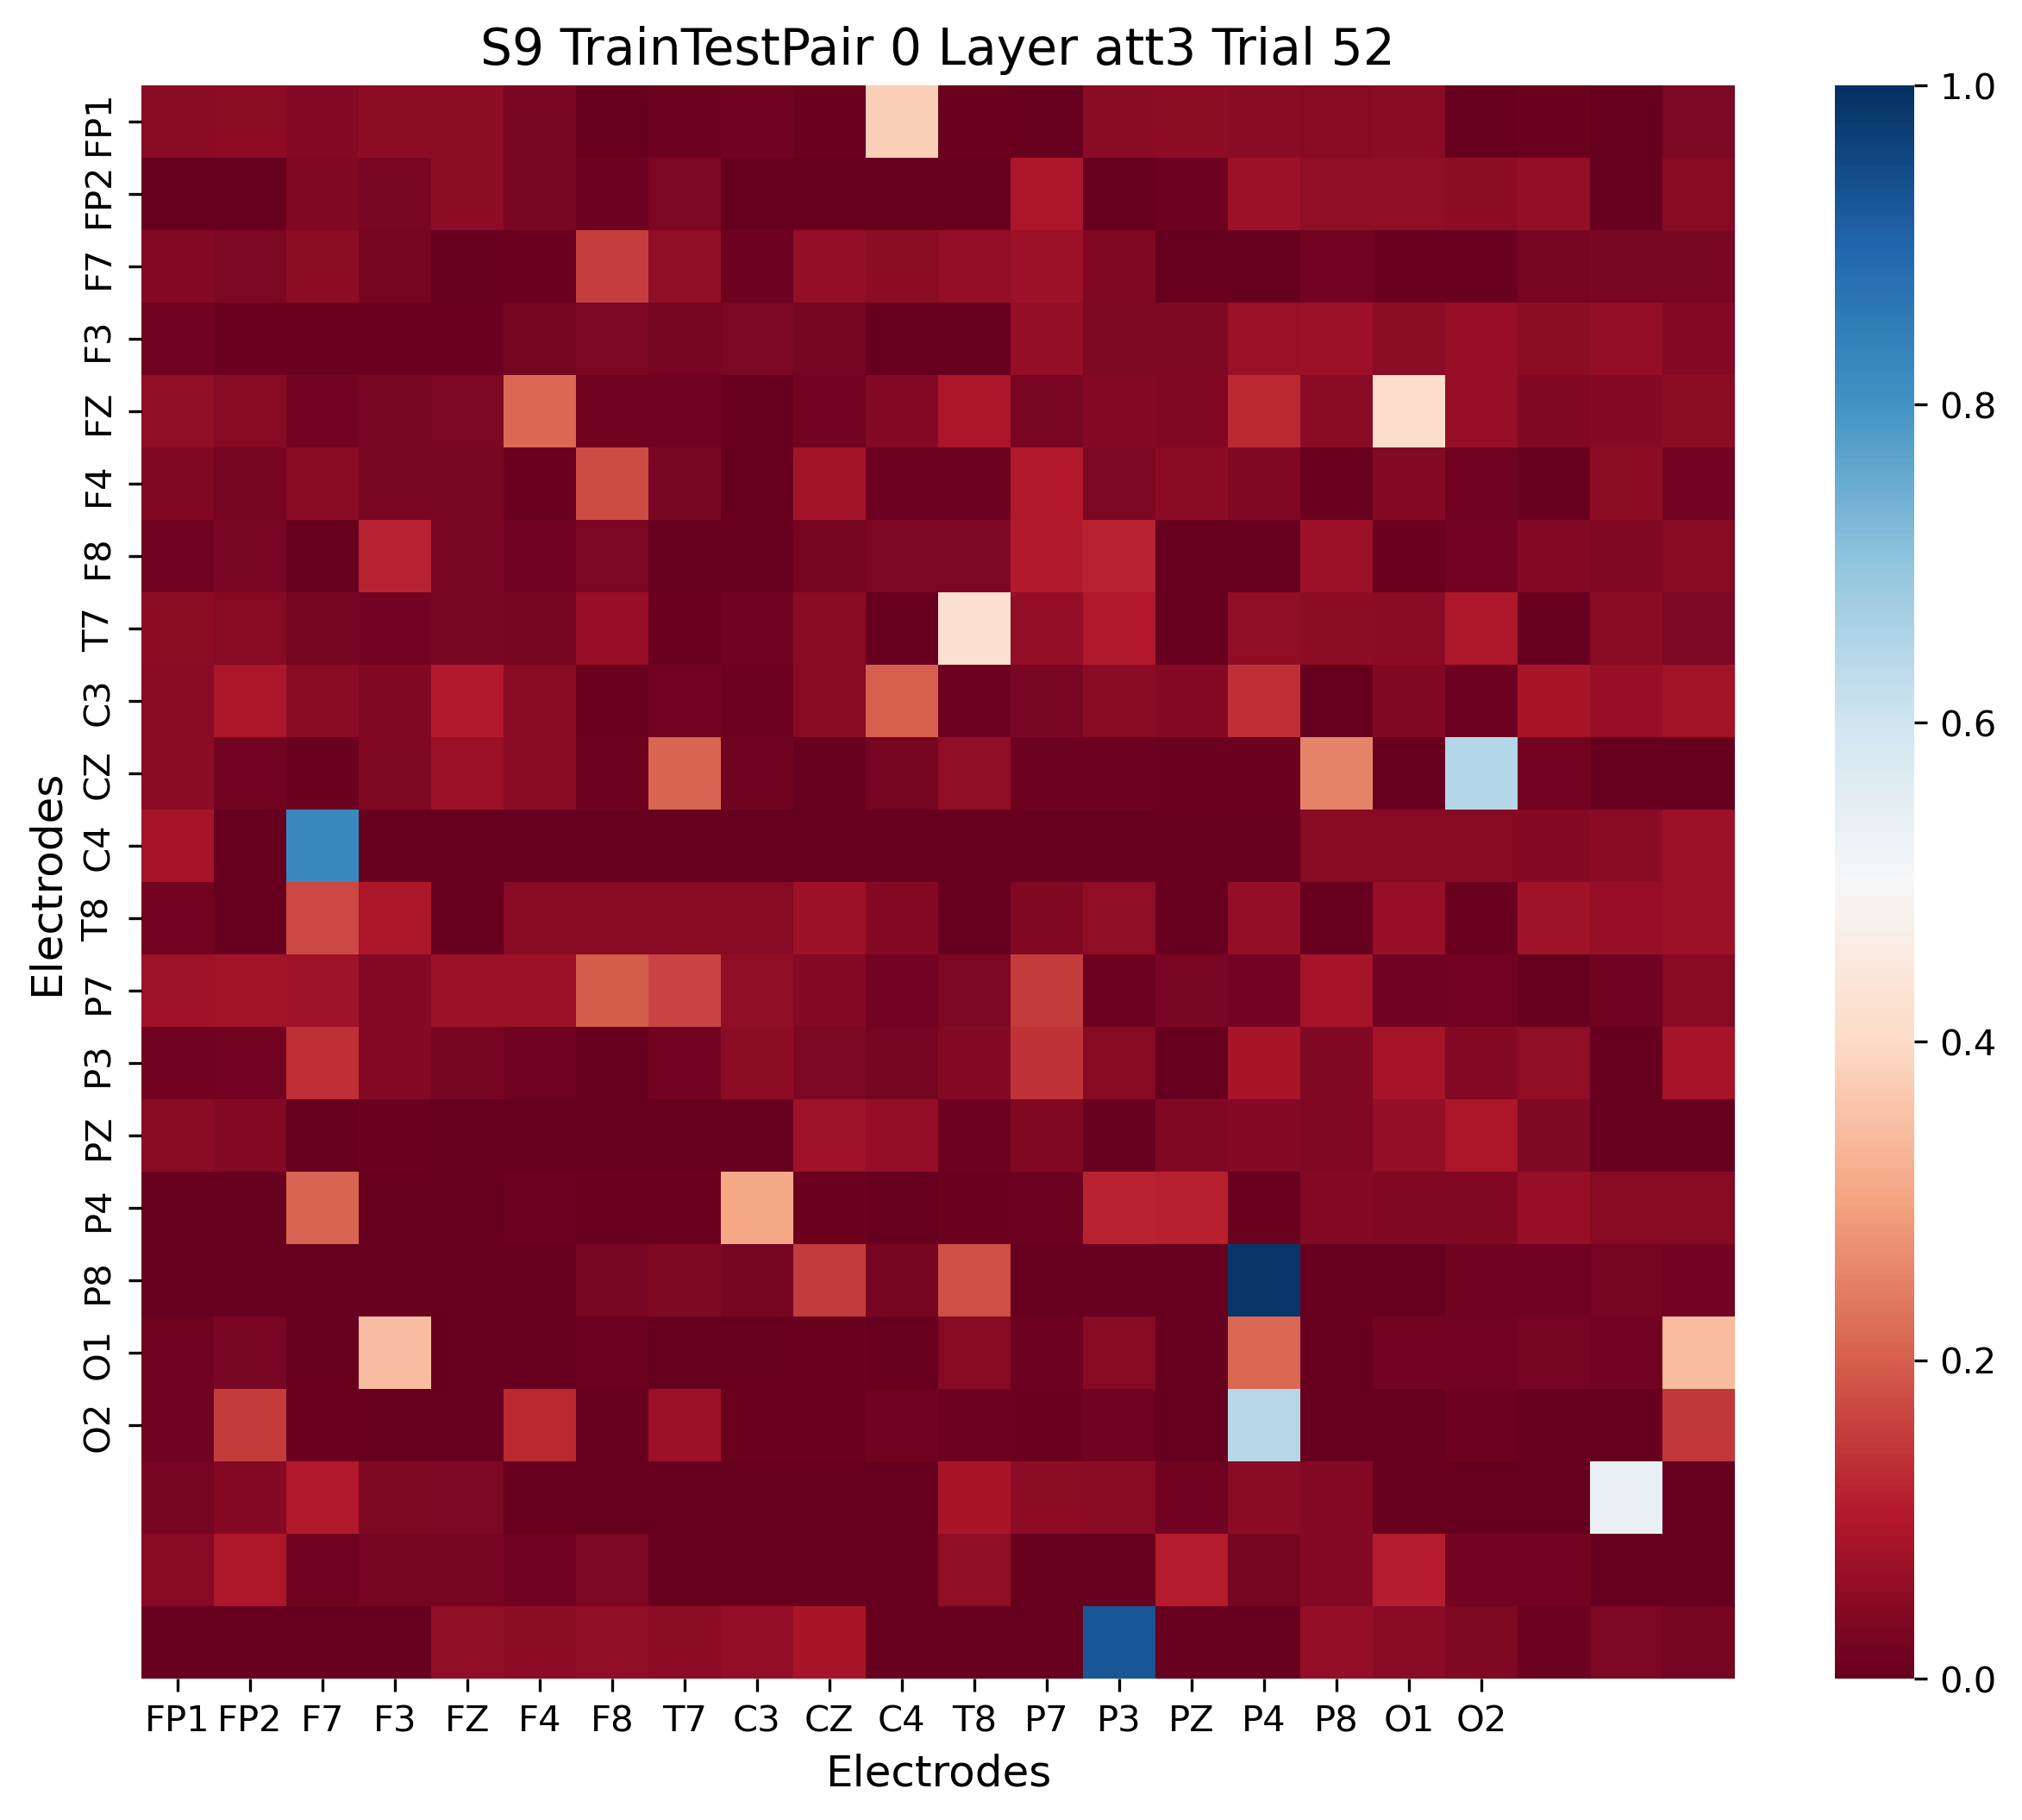 S9 TrainTestPair 0 Layer att3 Trial 52
Electrodes
FP1
FP2
F7
F3
FZ
F4
F8
T7
C3
CZ
C4
T8
P7
P3
PZ
P4
P8
O1
O2
FP1 FP2 F7 F3 FZ F4 F8 T7 C3 CZ C4 T8 P7 P3 PZ P4 P8 O1 O2
Electrodes
1.0
0.8
0.6
0.4
0.2
0.0